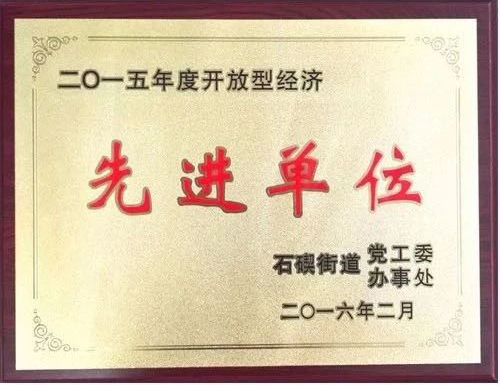 二〇一五年度开放型经济
先进单位
石碶街道 党工委
办事处
二〇一六年二月